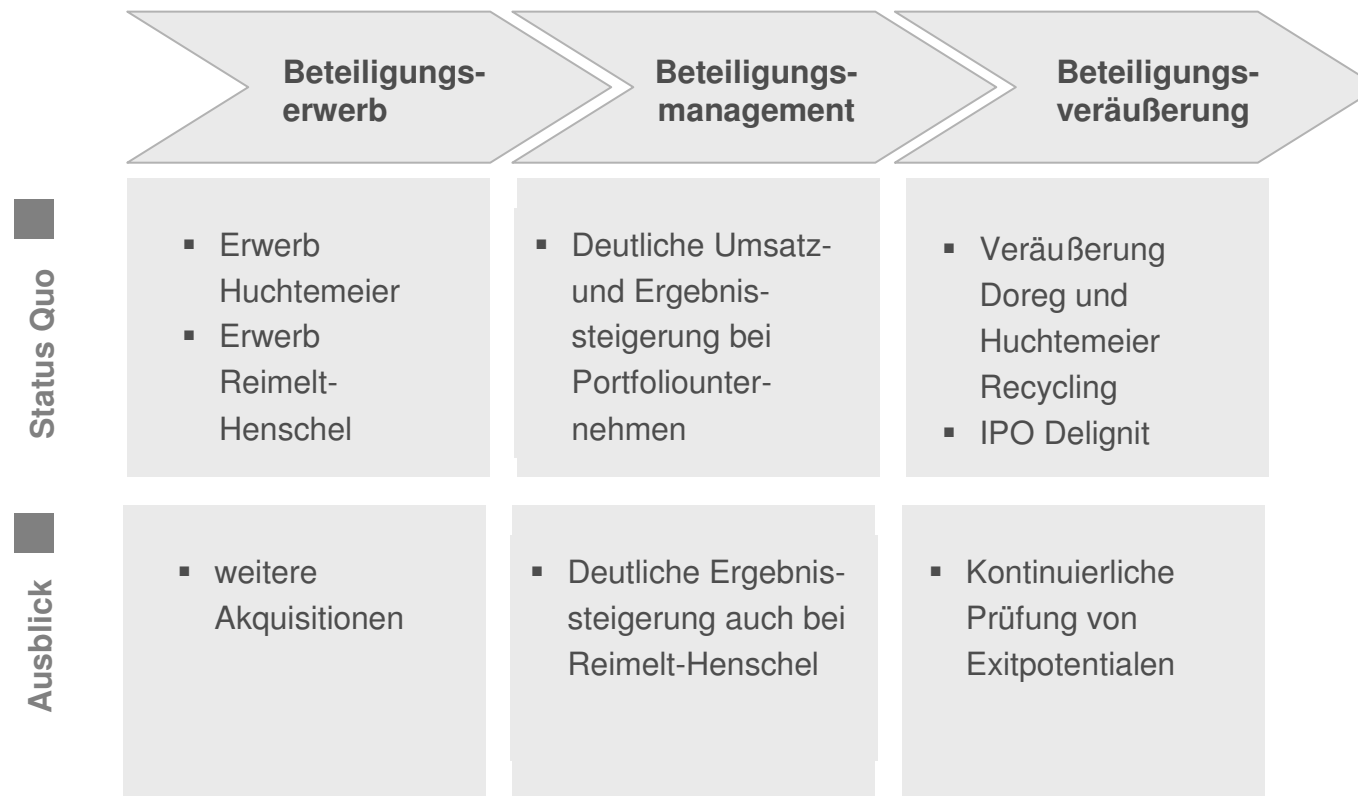 Beteiligungs-
erwerb
Beteiligungs-
management
Beteiligungs-
veräußerung
Status Quo
▪ Erwerb
Huchtemeier
▪ Erwerb
Reimelt-
Henschel
▪ Deutliche Umsatz-
und Ergebnis-
steigerung bei
Portfoliounter-
nehmen
▪ Veräußerung
Doreg und
Huchtemeier
Recycling
▪ IPO Delignit
Ausblick
▪ weitere
Akquisitionen
▪ Deutliche Ergebnis-
steigerung auch bei
Reimelt-Henschel
▪ Kontinuierliche
Prüfung von
Exitpotentialen